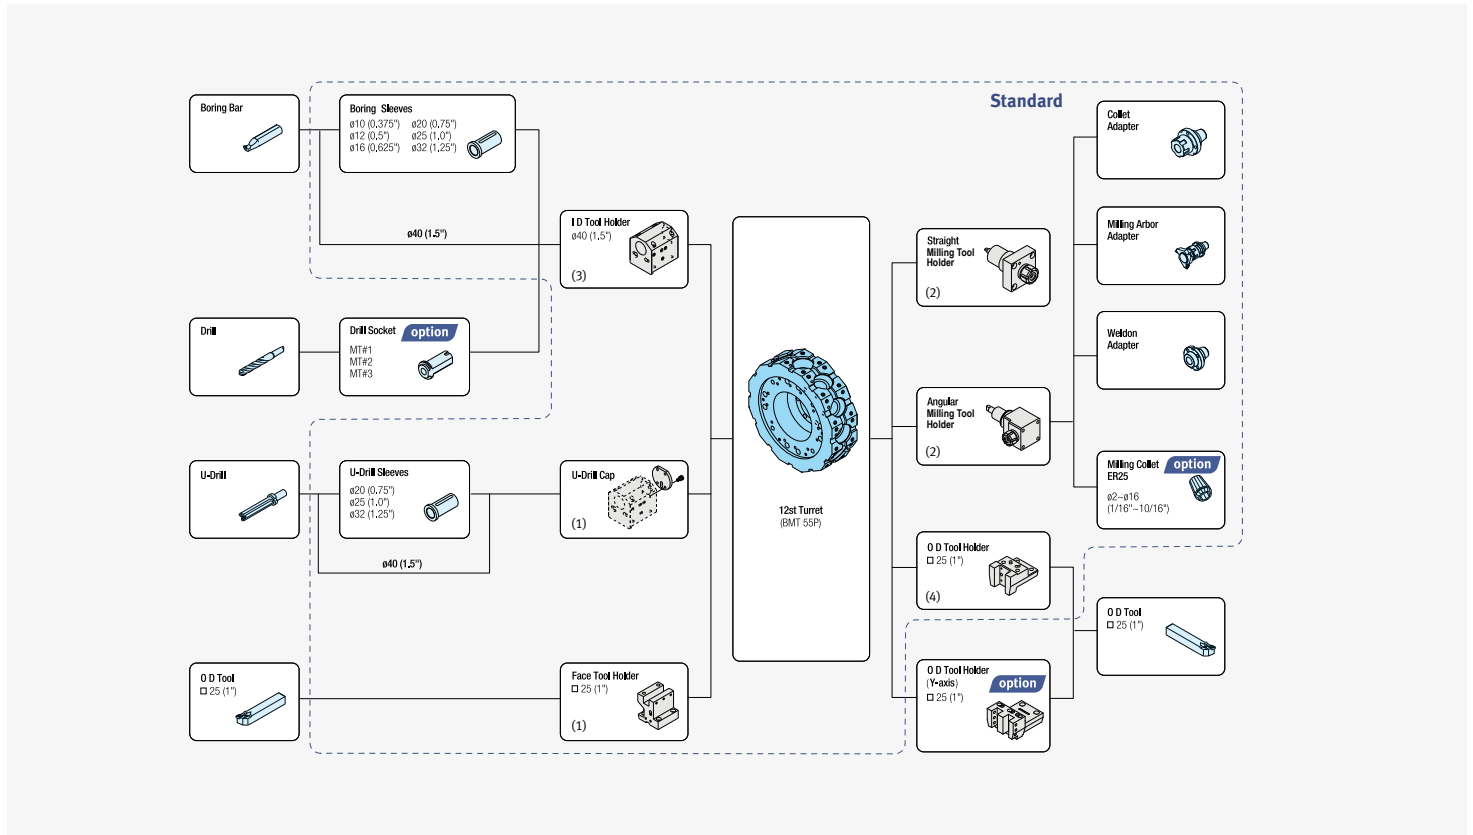 Standard
Boring Bar
Boring Sleeves
ø10 (0.375") ø20 (0.75")
ø12 (0.5") ø25 (1.0")
ø16 (0.625") ø32 (1.25")
ø40 (1.5")
I D Tool Holder
ø40 (1.5")
(3)
Drill
Drill Socket
option
MT#1
MT#2
MT#3
U-Drill
U-Drill Sleeves
ø20 (0.75")
ø25 (1.0")
ø32 (1.25")
ø40 (1.5")
U-Drill Cap
(1)
O D Tool
□ 25 (1")
Face Tool Holder
□ 25 (1")
(1)
12st Turret
(BMT 55P)
Straight
Milling Tool
Holder
(2)
Angular
Milling Tool
Holder
(2)
O D Tool Holder
□ 25 (1")
(4)
O D Tool Holder
(Y-axis)
option
□ 25 (1")
Collet
Adapter
Milling Arbor
Adapter
Weldon
Adapter
Milling Collet
option
ER25
ø2~ø16
(1/16"~10/16")
O D Tool
□ 25 (1")